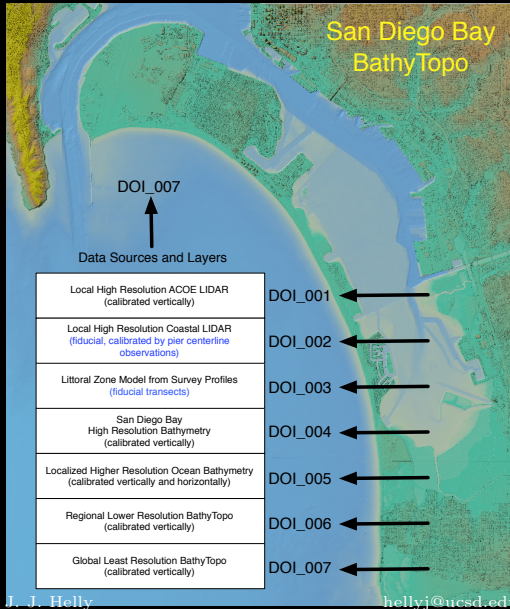 San Diego Bay
BathyTopo
DOI_007
Data Sources and Layers
Local High Resolution ACOE LIDAR
(calibrated vertically)
DOI_001
Local High Resolution Coastal LIDAR
(fiducial, calibrated by pier centerline
observations)
DOI_002
Littoral Zone Model from Survey Profiles
(fiducial transects)
DOI_003
San Diego Bay
High Resolution Bathymetry
(calibrated vertically)
DOI_004
Localized Higher Resolution Ocean Bathymetry
(calibrated vertically and horizontally)
DOI_005
Regional Lower Resolution BathyTopo
(calibrated vertically)
DOI_006
Global Least Resolution BathyTopo
(calibrated vertically)
DOI_007
J. J. Helly
hellyj@ucsd.edu